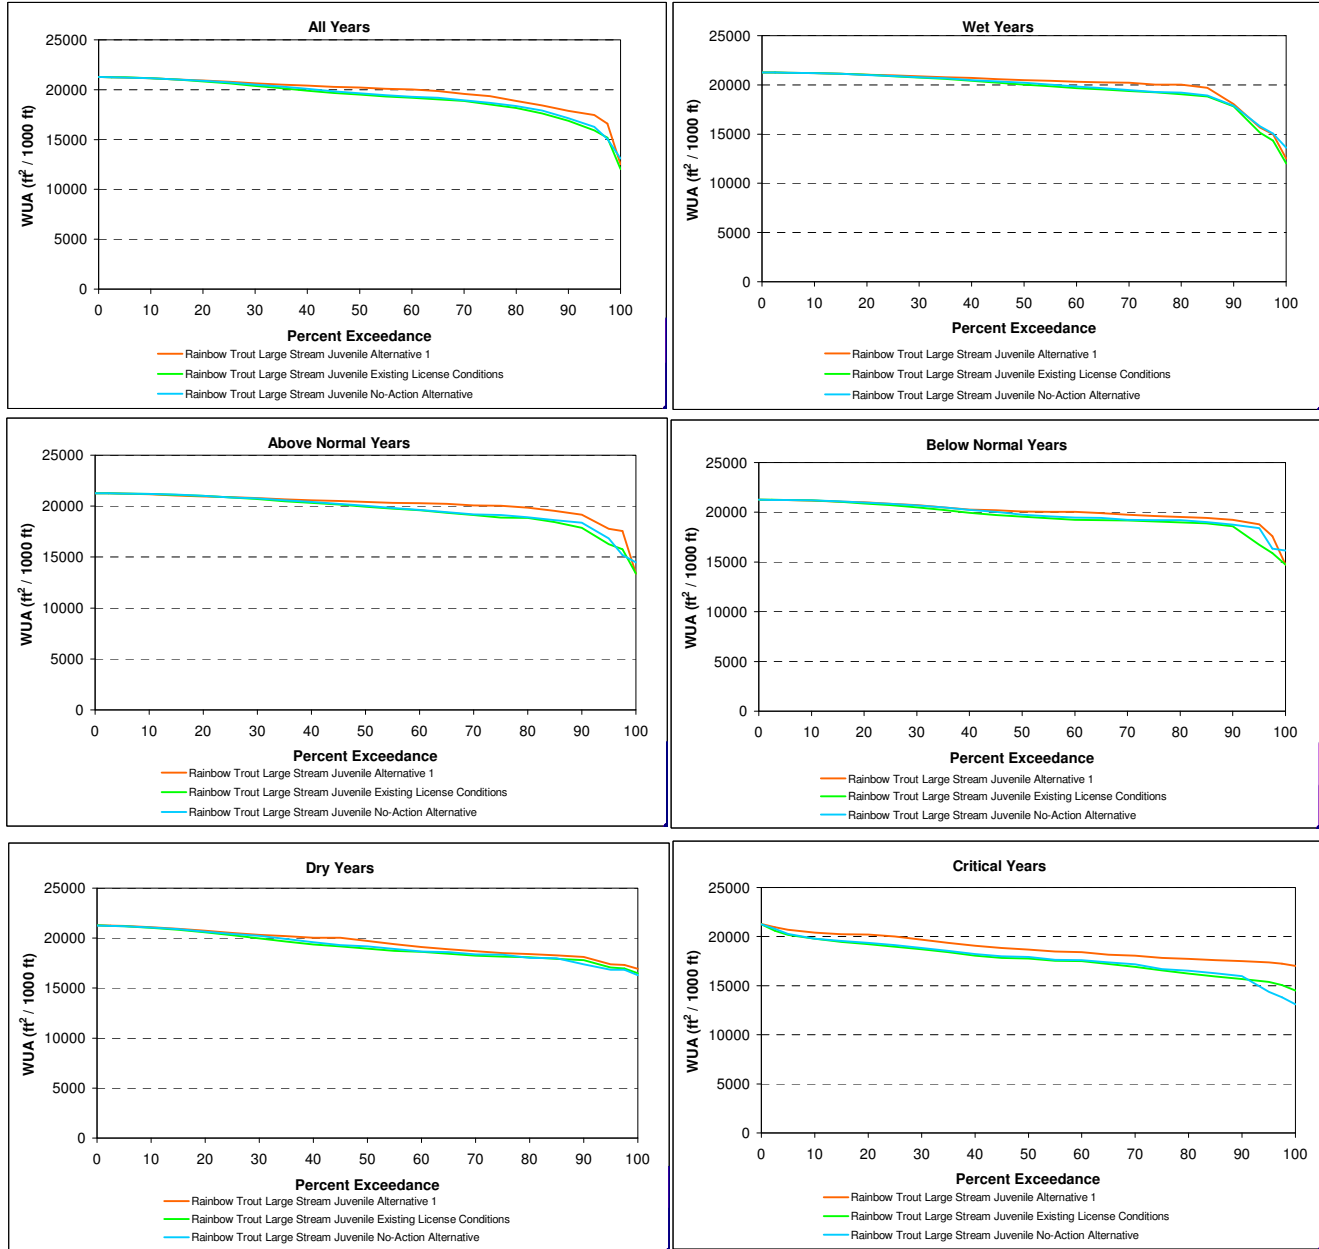 All Years
25000
20000
15000
10000
5000
0
WUA (ft² / 1000 ft)
0 10 20 30 40 50 60 70 80 90 100
Percent Exceedance
Rainbow Trout Large Stream Juvenile Alternative 1
Rainbow Trout Large Stream Juvenile Existing License Conditions
Rainbow Trout Large Stream Juvenile No-Action Alternative
Wet Years
25000
20000
15000
10000
5000
0
WUA (ft² / 1000 ft)
0 10 20 30 40 50 60 70 80 90 100
Percent Exceedance
Rainbow Trout Large Stream Juvenile Alternative 1
Rainbow Trout Large Stream Juvenile Existing License Conditions
Rainbow Trout Large Stream Juvenile No-Action Alternative
Above Normal Years
25000
20000
15000
10000
5000
0
WUA (ft² / 1000 ft)
0 10 20 30 40 50 60 70 80 90 100
Percent Exceedance
Rainbow Trout Large Stream Juvenile Alternative 1
Rainbow Trout Large Stream Juvenile Existing License Conditions
Rainbow Trout Large Stream Juvenile No-Action Alternative
Below Normal Years
25000
20000
15000
10000
5000
0
WUA (ft² / 1000 ft)
0 10 20 30 40 50 60 70 80 90 100
Percent Exceedance
Rainbow Trout Large Stream Juvenile Alternative 1
Rainbow Trout Large Stream Juvenile Existing License Conditions
Rainbow Trout Large Stream Juvenile No-Action Alternative
Dry Years
25000
20000
15000
10000
5000
0
WUA (ft² / 1000 ft)
0 10 20 30 40 50 60 70 80 90 100
Percent Exceedance
Rainbow Trout Large Stream Juvenile Alternative 1
Rainbow Trout Large Stream Juvenile Existing License Conditions
Rainbow Trout Large Stream Juvenile No-Action Alternative
Critical Years
25000
20000
15000
10000
5000
0
WUA (ft² / 1000 ft)
0 10 20 30 40 50 60 70 80 90 100
Percent Exceedance
Rainbow Trout Large Stream Juvenile Alternative 1
Rainbow Trout Large Stream Juvenile Existing License Conditions
Rainbow Trout Large Stream Juvenile No-Action Alternative